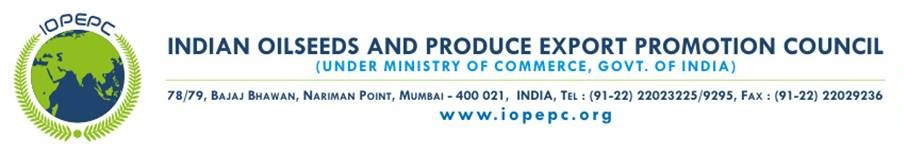 IOPEPC
INDIAN OILSEEDS AND PRODUCE EXPORT PROMOTION COUNCIL
(UNDER MINISTRY OF COMMERCE, GOVT. OF INDIA)
78/79, BAJAJ BHAWAN, NARIMAN POINT, MUMBAI - 400 021, INDIA, TEL : (91-22) 22023225/9295, FAX : (91-22) 22029236
www.iopepc.org